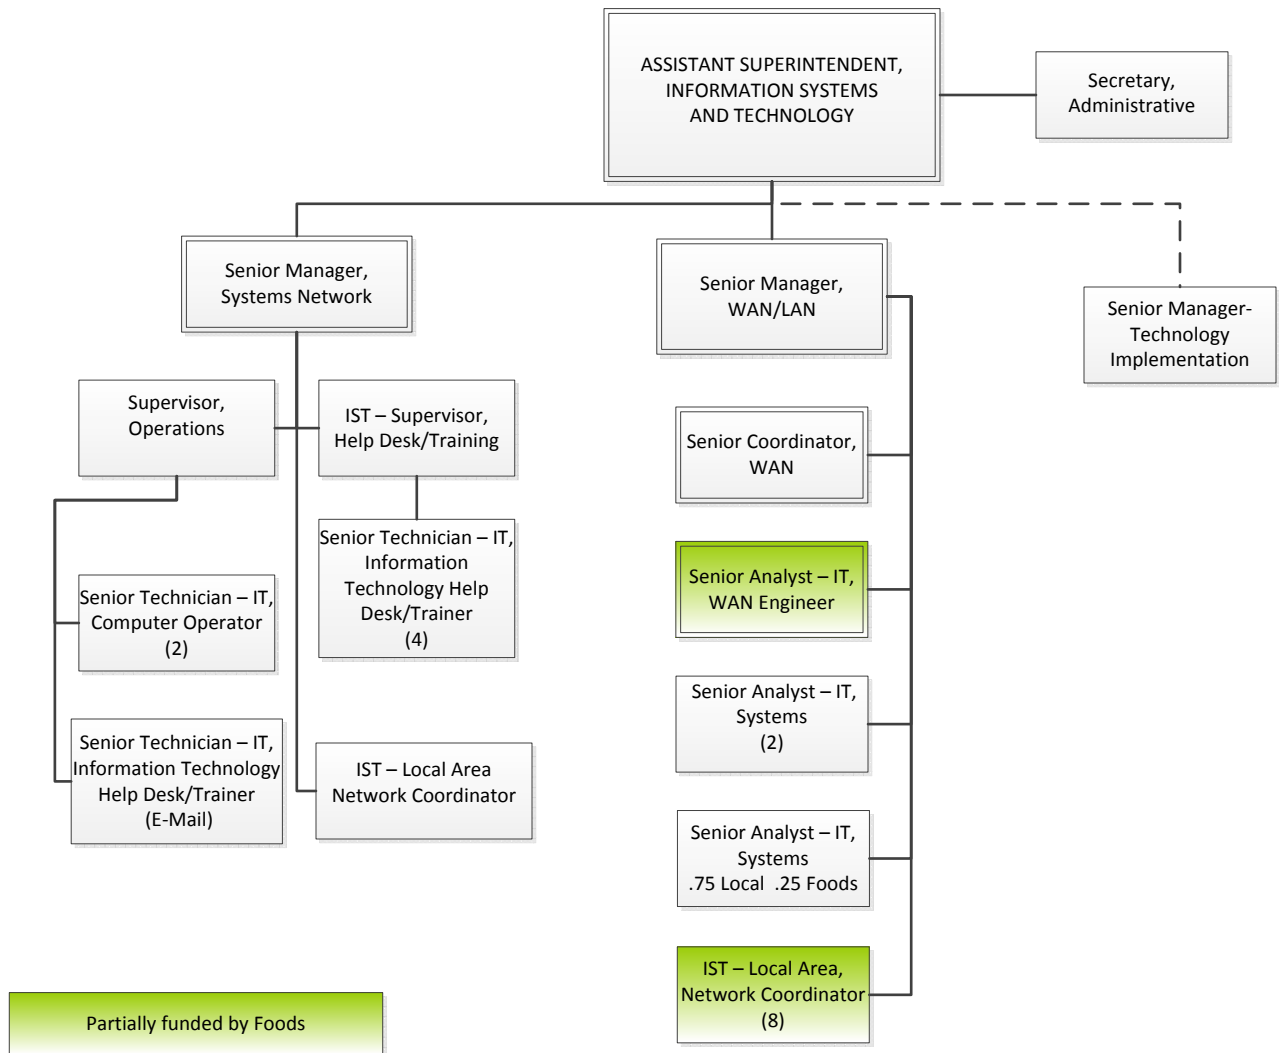 ASSISTANT SUPERINTENDENT,
INFORMATION SYSTEMS
AND TECHNOLOGY
Secretary,
Administrative
Senior Manager,
Systems Network
Senior Manager,
WAN/LAN
Senior Manager-
Technology
Implementation
Supervisor,
Operations
IST – Supervisor,
Help Desk/Training
Senior Technician – IT,
Information
Technology Help
Desk/Trainer
(4)
Senior Technician – IT,
Computer Operator
(2)
Senior Technician – IT,
Information Technology
Help Desk/Trainer
(E-Mail)
IST – Local Area
Network Coordinator
Senior Coordinator,
WAN
Senior Analyst – IT,
WAN Engineer
Senior Analyst – IT,
Systems
(2)
Senior Analyst – IT,
Systems
.75 Local .25 Foods
IST – Local Area,
Network Coordinator
(8)
Partially funded by Foods